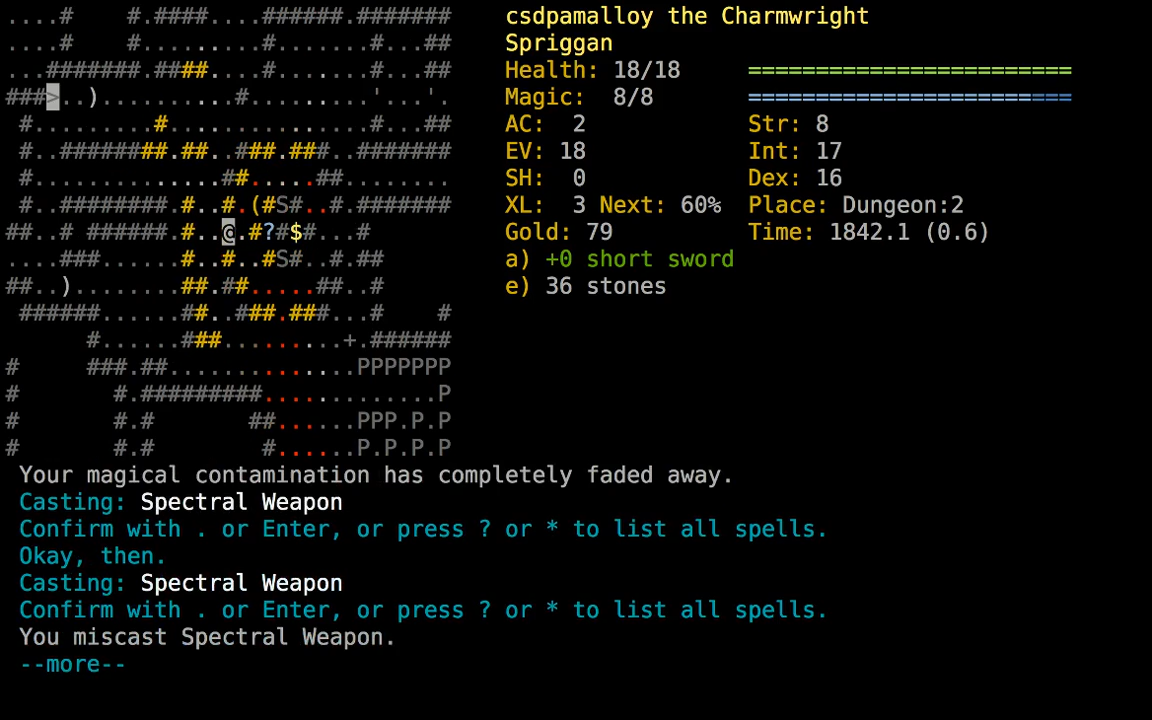 ....#    #.####....######.#######  csdpamalloy the Charmwright
....#    #.........#.......#...##  Spriggan
...#######.####....#.......#...##  Health: 18/18 ========================
###>..)..........#.........'...'.  Magic:  8/8 ========================
 #.........#...............#...##  AC:  2 Str: 8
 #..########.##..###.###..#######  EV: 18 Int: 17
 #..............##.....##........  SH:  0 Dex: 16
 #..########.#..#.(#S#..#.#######  XL:  3 Next: 60% Place: Dungeon:2
##..# ######.#..@.#?#$#...#  Gold: 79 Time: 1842.1 (0.6)
....###......#..#..#S#..#.##  a) +0 short sword
##..)........##.##.....##..#  e) 36 stones
 ######......##..###.###...#    #
      #......###.........+.######
#     ###.##..............PPPPPPP
#       #.#########.............P
#       #.#       ##......PPP.P.P
#       #.#        #......P.P.P.P
Your magical contamination has completely faded away.
Casting: Spectral Weapon
Confirm with . or Enter, or press ? or * to list all spells.
Okay, then.
Casting: Spectral Weapon
Confirm with . or Enter, or press ? or * to list all spells.
You miscast Spectral Weapon.
--more--